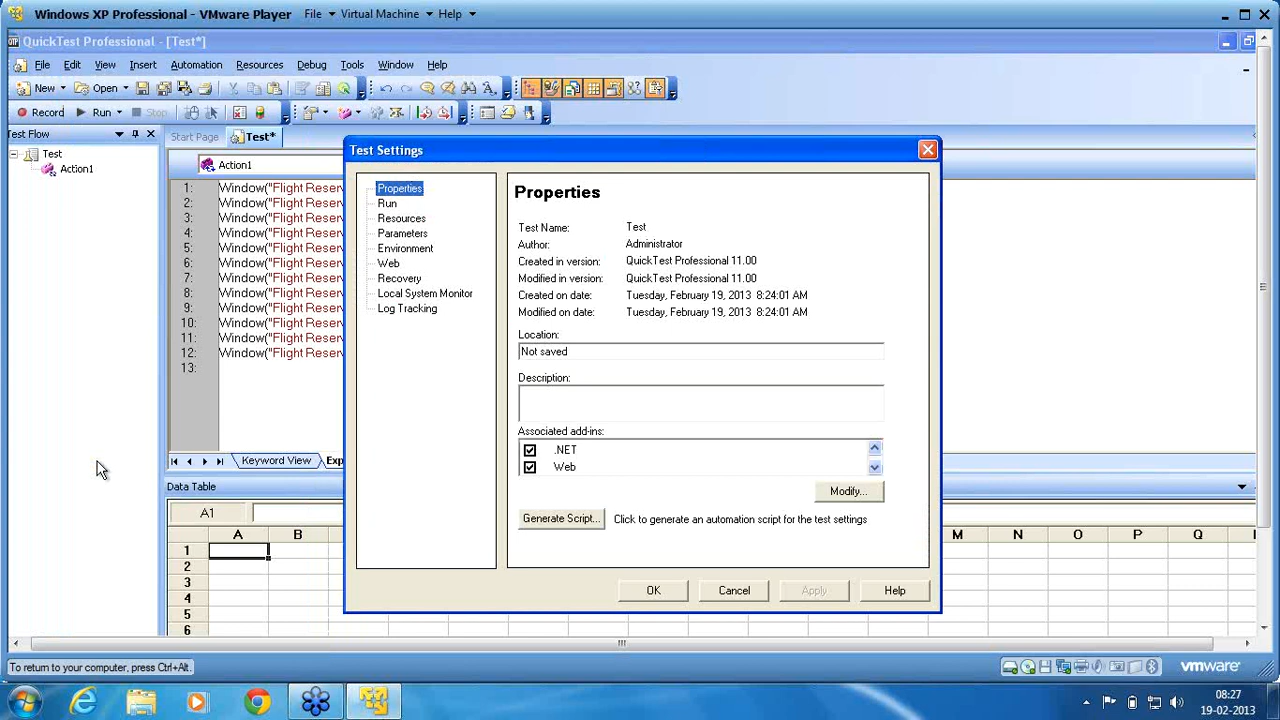 Windows XP Professional - VMware Player File Virtual Machine Help
QTP QuickTest Professional - [Test*]
File Edit View Insert Automation Resources Debug Tools Window Help
New Open
Record Run Stop
Test Flow
Start Page Test*
Test
Action1
Action1
1: Window("Flight Reser
2: Window("Flight Reser
3: Window("Flight Reser
4: Window("Flight Reser
5: Window("Flight Reser
6: Window("Flight Reser
7: Window("Flight Reser
8: Window("Flight Reser
9: Window("Flight Reser
10: Window("Flight Reser
11: Window("Flight Reser
12: Window("Flight Reser
13:
Keyword View Exp
Test Settings
Properties
Run
Resources
Parameters
Environment
Web
Recovery
Local System Monitor
Log Tracking
Properties
Test Name: Test
Author: Administrator
Created in version: QuickTest Professional 11.00
Modified in version: QuickTest Professional 11.00
Created on date: Tuesday, February 19, 2013 8:24:01 AM
Modified on date: Tuesday, February 19, 2013 8:24:01 AM
Location:
Not saved
Description:
Associated add-ins:
.NET
Web
Modify...
Generate Script... Click to generate an automation script for the test settings
OK Cancel Apply Help
Data Table
A1
A B M N O P Q
1
2
3
4
5
6
To return to your computer, press Ctrl+Alt.
vmware
08:27
19-02-2013